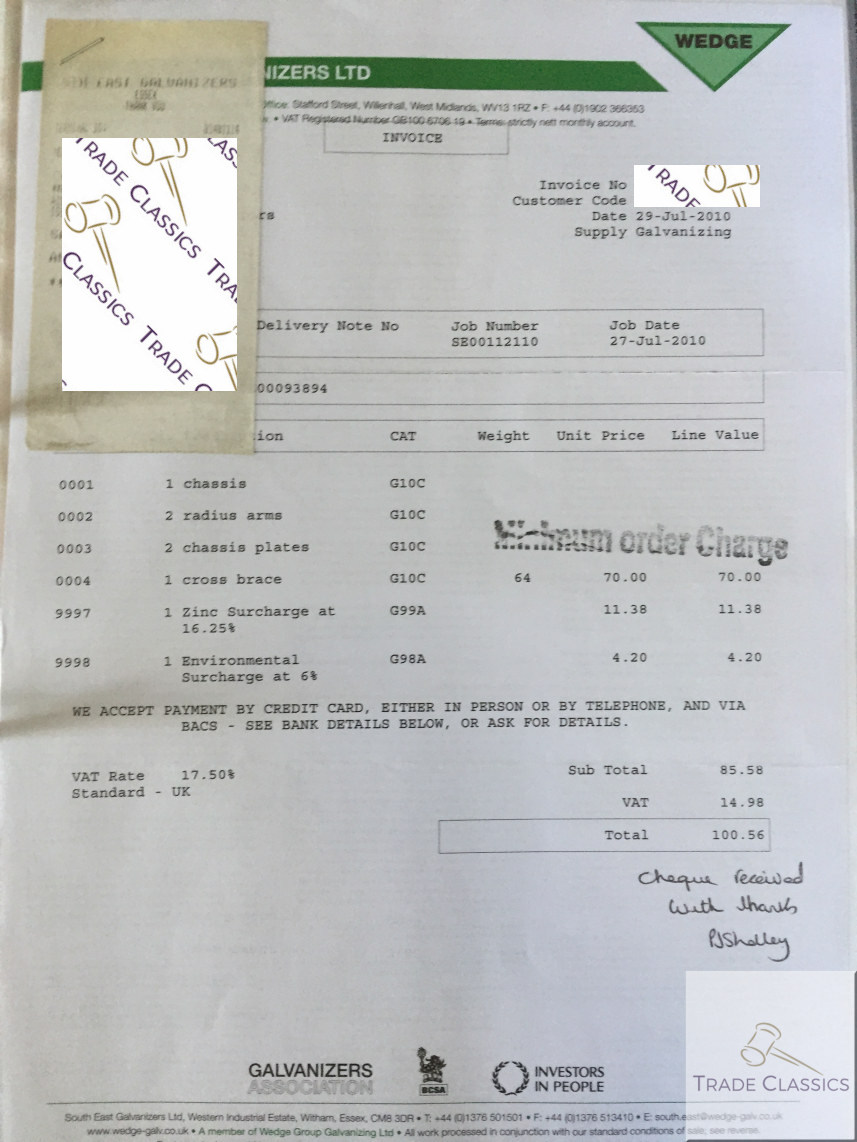 WEDGE
NIZERS LTD
EAST GALVANIZERS
ESSEX
THANK YOU
Office: Stafford Street, Willenhall, West Midlands, WV13 1RZ • F: +44 (0)1902 366353
• VAT Registered Number GB100 6706 19 • Terms: strictly nett monthly account.
INVOICE
Invoice No
Customer Code
rs
Date 29-Jul-2010
Supply Galvanizing
TRADE CLASSICS
TRADE
CLASSICS TRADE
Delivery Note No Job Number Job Date
SE00112110 27-Jul-2010
00093894
ion CAT Weight Unit Price Line Value
0001 1 chassis G10C
0002 2 radius arms G10C
0003 2 chassis plates G10C
Minimum order Charge
0004 1 cross brace G10C 64 70.00 70.00
9997 1 Zinc Surcharge at G99A 11.38 11.38
16.25%
9998 1 Environmental G98A 4.20 4.20
Surcharge at 6%
WE ACCEPT PAYMENT BY CREDIT CARD, EITHER IN PERSON OR BY TELEPHONE, AND VIA
BACS - SEE BANK DETAILS BELOW, OR ASK FOR DETAILS.
VAT Rate 17.50% Sub Total 85.58
Standard - UK
VAT 14.98
Total 100.56
Cheque received
With thanks
PJShelley
GALVANIZERS
ASSOCIATION
BCSA
INVESTORS
IN PEOPLE
TRADE CLASSICS
South East Galvanizers Ltd, Western Industrial Estate, Witham, Essex, CM8 3DR • T: +44 (0)1376 501501 • F: +44 (0)1376 513410 • E: south.east@wedge-galv.co.uk
www.wedge-galv.co.uk • A member of Wedge Group Galvanizing Ltd • All work processed in conjunction with our standard conditions of sale, see reverse.